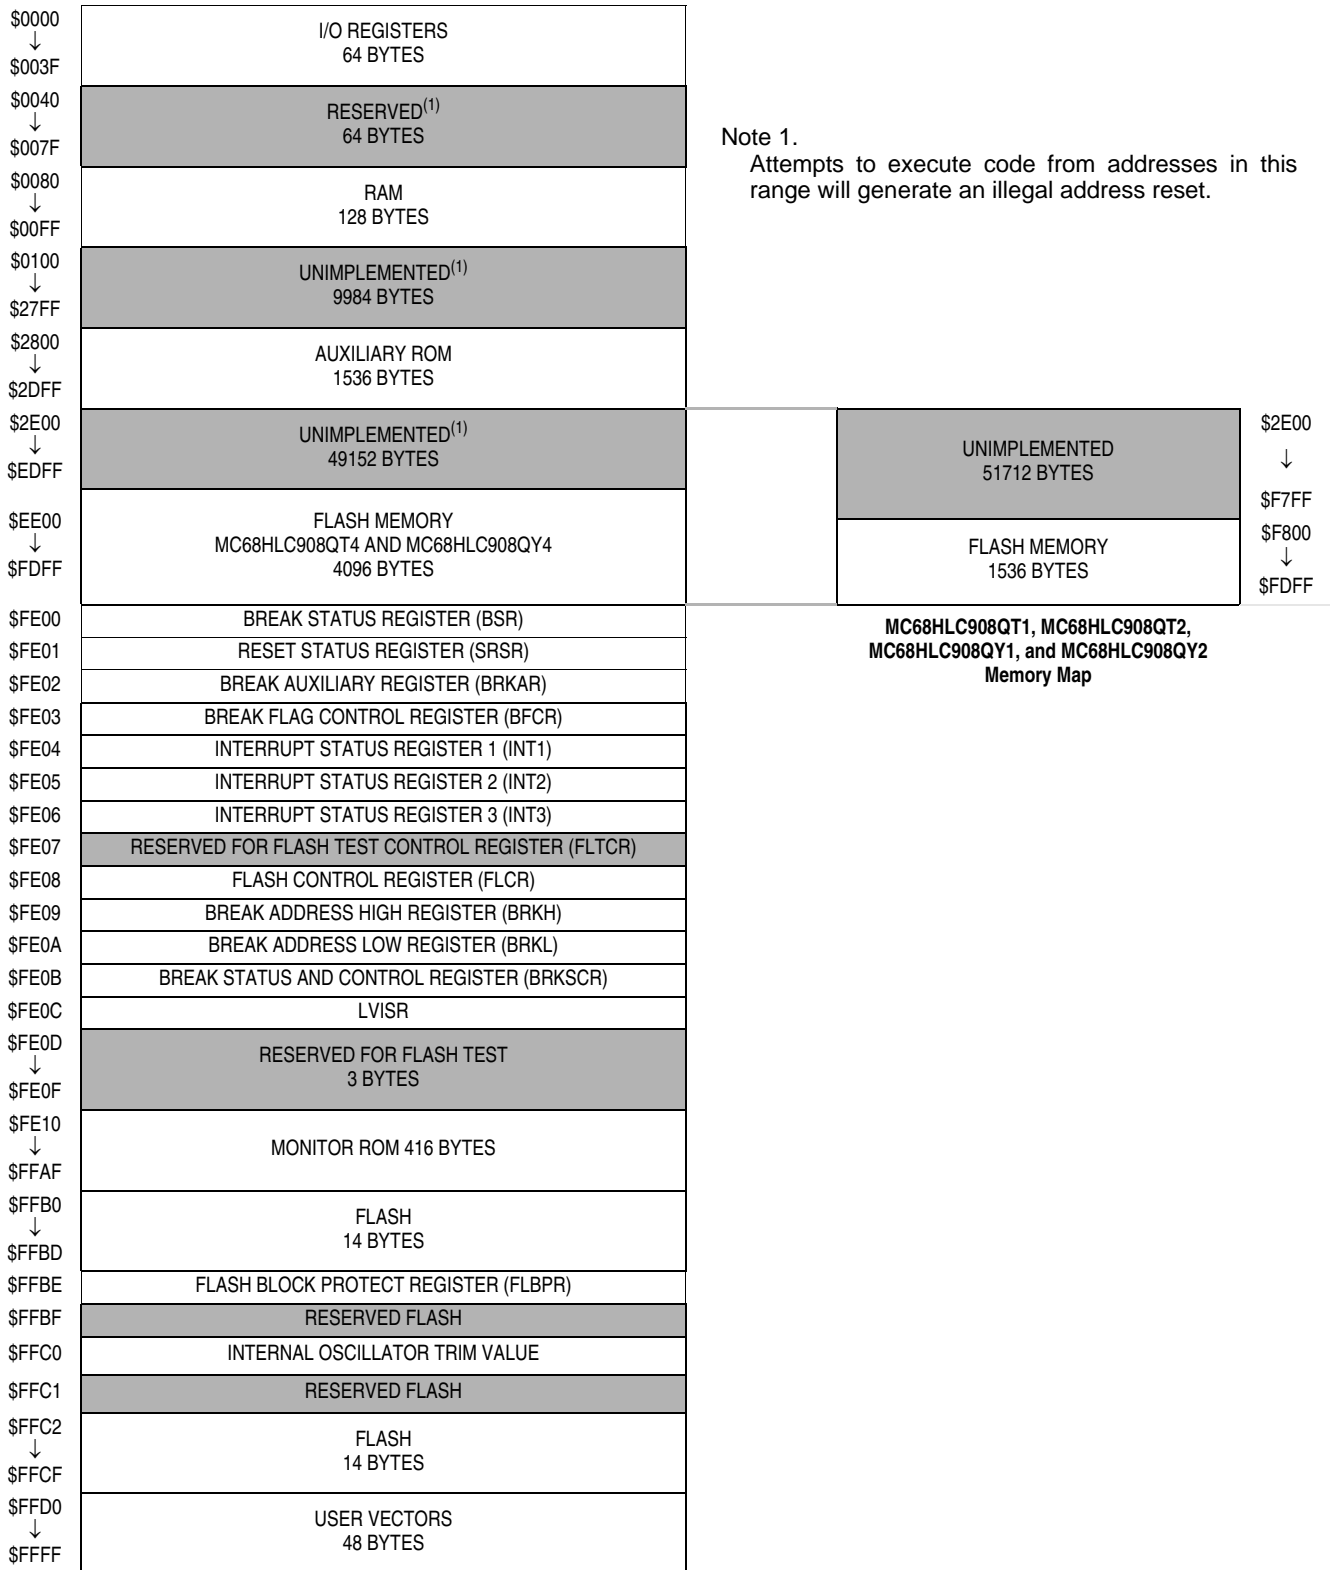 $0000
↓
$003F
I/O REGISTERS
64 BYTES
$0040
↓
$007F
RESERVED(1)
64 BYTES
Note 1.
Attempts to execute code from addresses in this
range will generate an illegal address reset.
$0080
↓
$00FF
RAM
128 BYTES
$0100
↓
$27FF
UNIMPLEMENTED(1)
9984 BYTES
$2800
↓
$2DFF
AUXILIARY ROM
1536 BYTES
$2E00
↓
$EDFF
UNIMPLEMENTED(1)
49152 BYTES
UNIMPLEMENTED
51712 BYTES
$2E00
↓
$F7FF
$EE00
↓
$FDFF
FLASH MEMORY
MC68HLC908QT4 AND MC68HLC908QY4
4096 BYTES
FLASH MEMORY
1536 BYTES
$F800
↓
$FDFF
MC68HLC908QT1, MC68HLC908QT2,
MC68HLC908QY1, and MC68HLC908QY2
Memory Map
$FE00 BREAK STATUS REGISTER (BSR)
$FE01 RESET STATUS REGISTER (SRSR)
$FE02 BREAK AUXILIARY REGISTER (BRKAR)
$FE03 BREAK FLAG CONTROL REGISTER (BFCR)
$FE04 INTERRUPT STATUS REGISTER 1 (INT1)
$FE05 INTERRUPT STATUS REGISTER 2 (INT2)
$FE06 INTERRUPT STATUS REGISTER 3 (INT3)
$FE07 RESERVED FOR FLASH TEST CONTROL REGISTER (FLTCR)
$FE08 FLASH CONTROL REGISTER (FLCR)
$FE09 BREAK ADDRESS HIGH REGISTER (BRKH)
$FE0A BREAK ADDRESS LOW REGISTER (BRKL)
$FE0B BREAK STATUS AND CONTROL REGISTER (BRKSCR)
$FE0C LVISR
$FE0D
↓
$FE0F
RESERVED FOR FLASH TEST
3 BYTES
$FE10
↓
$FFAF
MONITOR ROM 416 BYTES
$FFB0
↓
$FFBD
FLASH
14 BYTES
$FFBE FLASH BLOCK PROTECT REGISTER (FLBPR)
$FFBF RESERVED FLASH
$FFC0 INTERNAL OSCILLATOR TRIM VALUE
$FFC1 RESERVED FLASH
$FFC2
↓
$FFCF
FLASH
14 BYTES
$FFD0
↓
$FFFF
USER VECTORS
48 BYTES